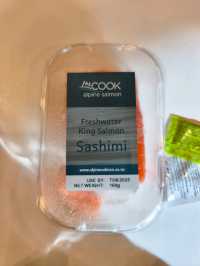 Mt COOK
alpine salmon
Freshwater
King Salmon
Sashimi
www.alpinesalmon.co.nz
USE BY:
NET WEIGHT: